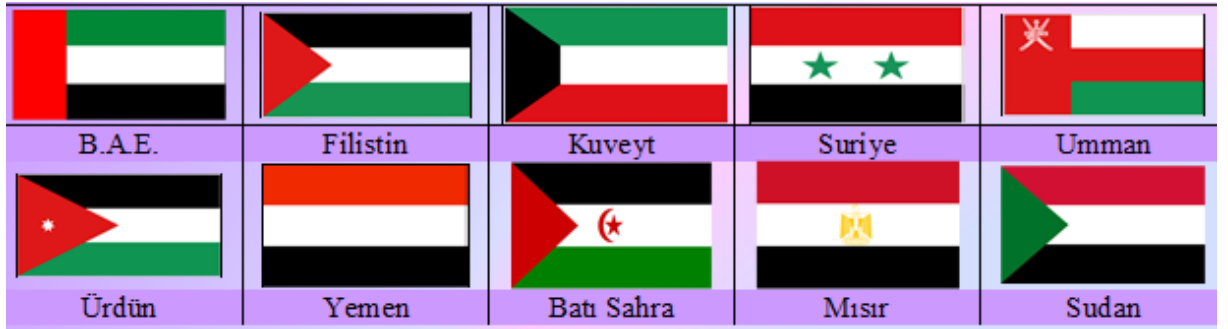 B.A.E. Filistin Kuveyt Suriye Umman
Ürdün Yemen Batı Sahra Mısır Sudan